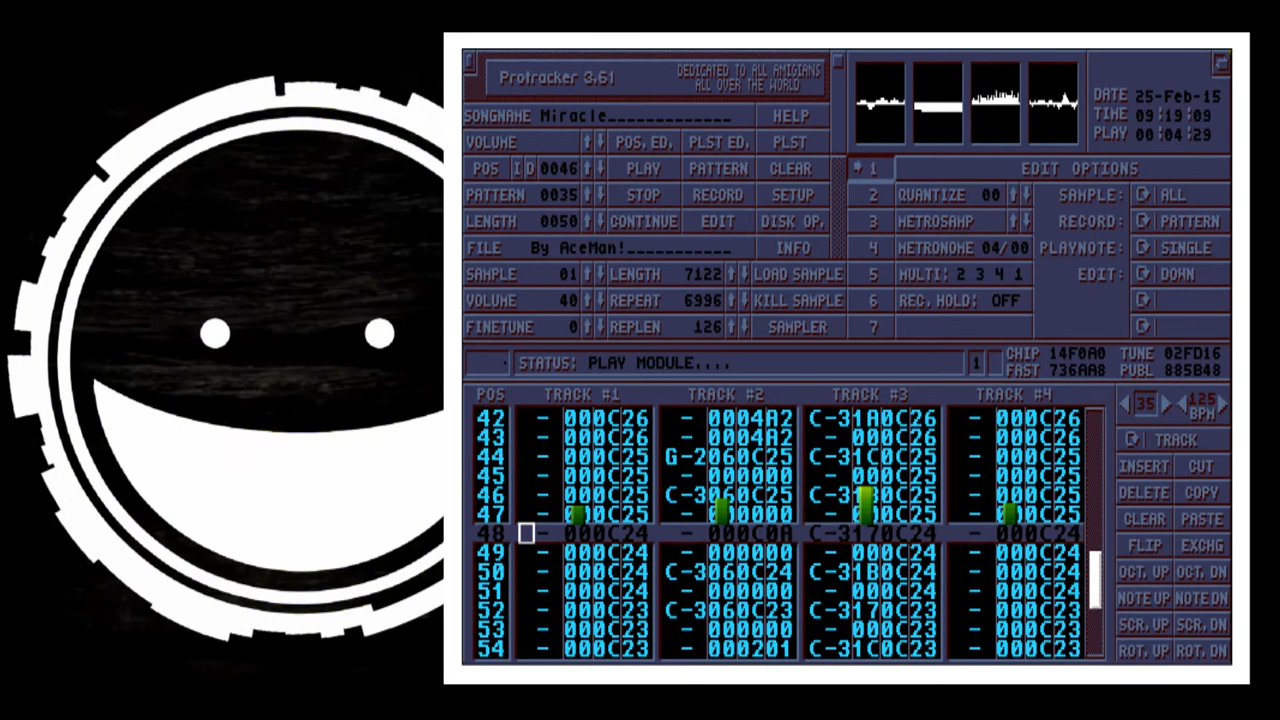 Protracker 3,61
DEDICATED TO ALL AMIGIANS
ALL OVER THE WORLD
DATE 25-Feb-15
TIME 09:19:09
PLAY 00:04:29
SONGNAME Miracle_____________ HELP
VOLUME POS, ED. PLST ED. PLST
POS I D 0046 PLAY PATTERN CLEAR 1 EDIT OPTIONS
PATTERN 0035 STOP RECORD SETUP 2 QUANTIZE 00 SAMPLE: ALL
LENGTH 0050 CONTINUE EDIT DISK OP. 3 METROSAMP RECORD: PATTERN
FILE By AceMan!___________ INFO 4 METRONOME 04/00 PLAYNOTE: SINGLE
SAMPLE 01 LENGTH 7122 LOAD SAMPLE 5 MULTI: 2 3 4 1 EDIT: DOWN
VOLUME 40 REPEAT 6996 KILL SAMPLE 6 REC. HOLD: OFF
FINETUNE 0 REPLEN 126 SAMPLER 7
STATUS: PLAY MODULE.... 1
CHIP 14F0A0 TUNE 02FD16
FAST 736AA8 PUBL 885B48
POS TRACK #1 TRACK #2 TRACK #3 TRACK #4 35 125 BPM
42 - 000C26 - 0004A2 C-31A0C26 - 000C26
43 - 000C26 - 0004A2 - 000C26 - 000C26
44 - 000C25 G-2060C25 C-31C0C25 - 000C25
45 - 000C25 - 000000 - 000C25 - 000C25
46 - 000C25 C-3060C25 C-3 80C25 - 000C25
47 - 00C25 - 00000 - 00C25 - 00C25
48 - 000C24 - 000C0A C-3170C24 - 000C24
49 - 000C24 - 000000 - 000C24 - 000C24
50 - 000C24 C-3060C24 C-31B0C24 - 000C24
51 - 000C24 - 000000 - 000C24 - 000C24
52 - 000C23 C-3060C23 C-3170C23 - 000C23
53 - 000C23 - 000000 - 000C23 - 000C23
54 - 000C23 - 000201 C-31C0C23 - 000C23
TRACK
INSERT CUT
DELETE COPY
CLEAR PASTE
FLIP EXCHG
OCT. UP OCT. DN
NOTE UP NOTE DN
SCR. UP SCR. DN
ROT. UP ROT. DN